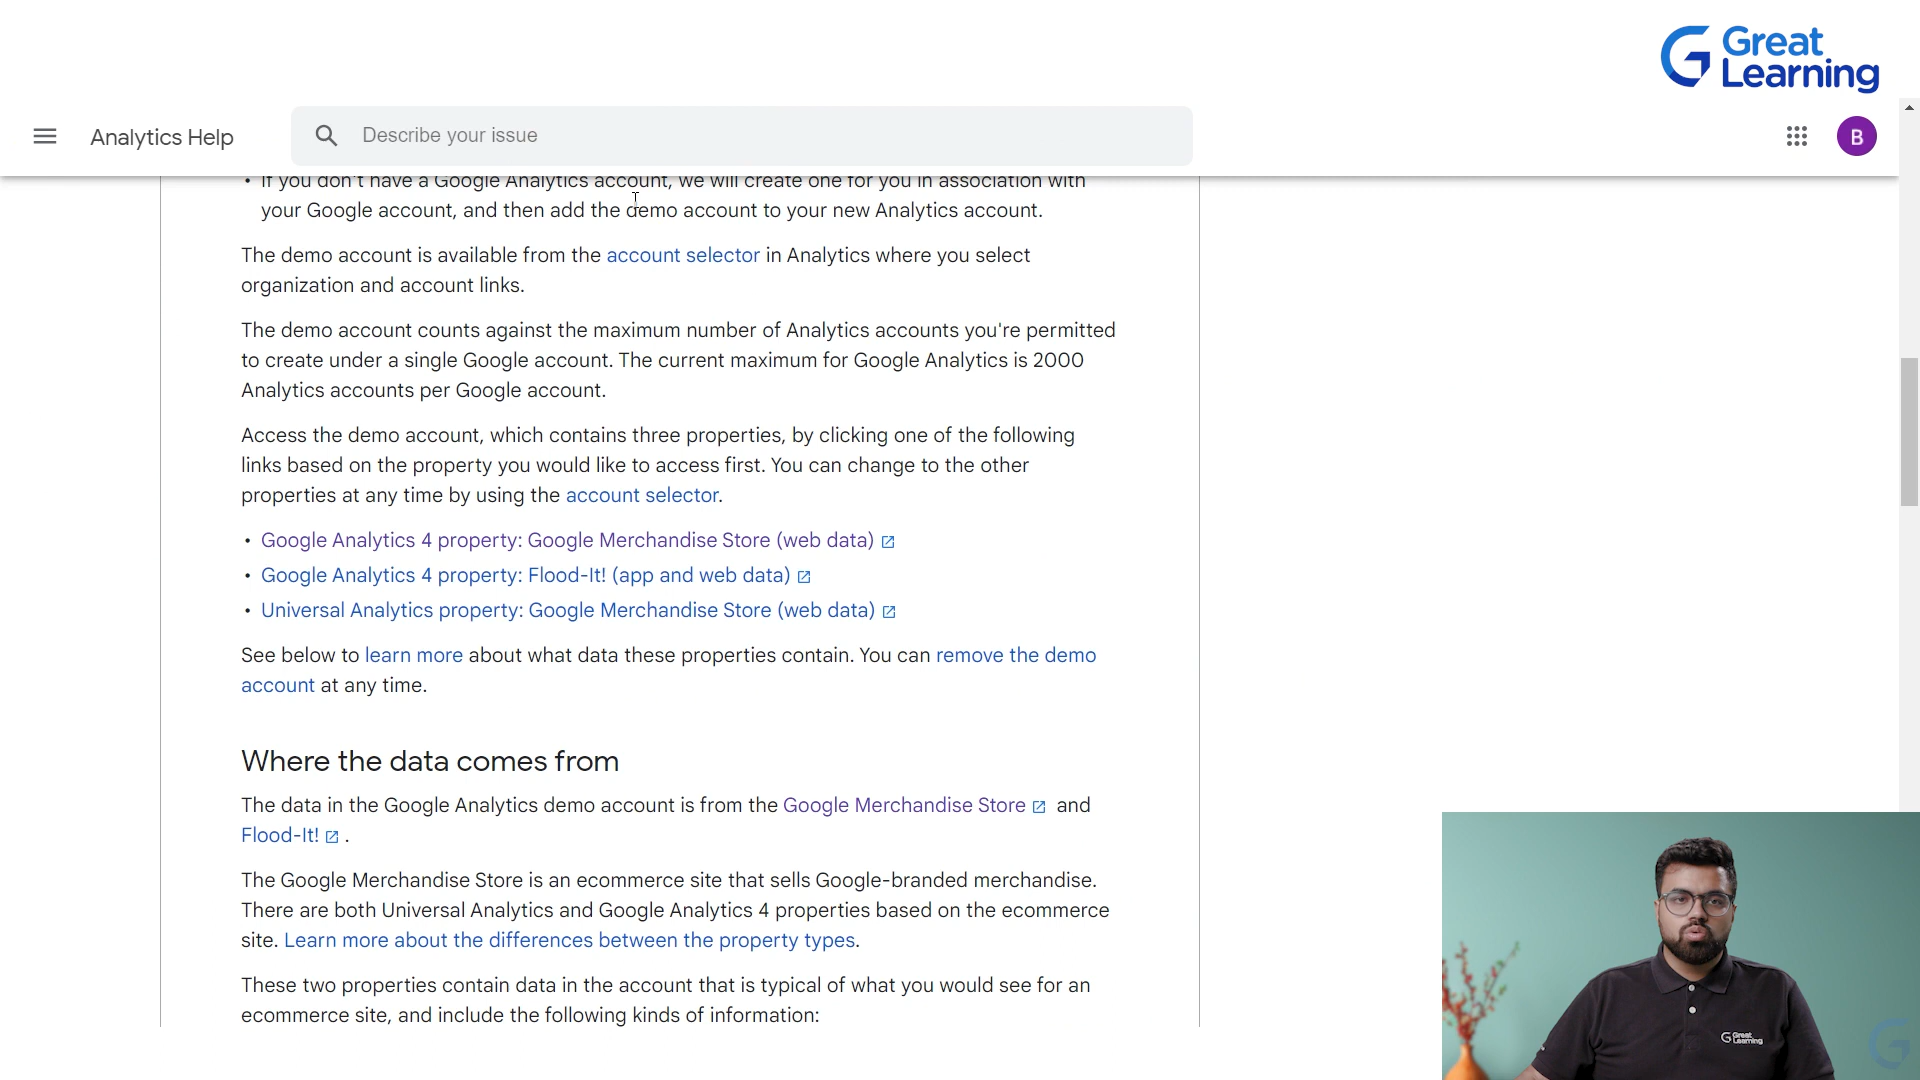 Great
Learning
Analytics Help
Describe your issue
B
• If you don't have a Google Analytics account, we will create one for you in association with
your Google account, and then add the demo account to your new Analytics account.
The demo account is available from the account selector in Analytics where you select
organization and account links.
The demo account counts against the maximum number of Analytics accounts you're permitted
to create under a single Google account. The current maximum for Google Analytics is 2000
Analytics accounts per Google account.
Access the demo account, which contains three properties, by clicking one of the following
links based on the property you would like to access first. You can change to the other
properties at any time by using the account selector.
• Google Analytics 4 property: Google Merchandise Store (web data)
• Google Analytics 4 property: Flood-It! (app and web data)
• Universal Analytics property: Google Merchandise Store (web data)
See below to learn more about what data these properties contain. You can remove the demo
account at any time.
Where the data comes from
The data in the Google Analytics demo account is from the Google Merchandise Store and
Flood-It! .
The Google Merchandise Store is an ecommerce site that sells Google-branded merchandise.
There are both Universal Analytics and Google Analytics 4 properties based on the ecommerce
site. Learn more about the differences between the property types.
These two properties contain data in the account that is typical of what you would see for an
ecommerce site, and include the following kinds of information:
Great
Learning